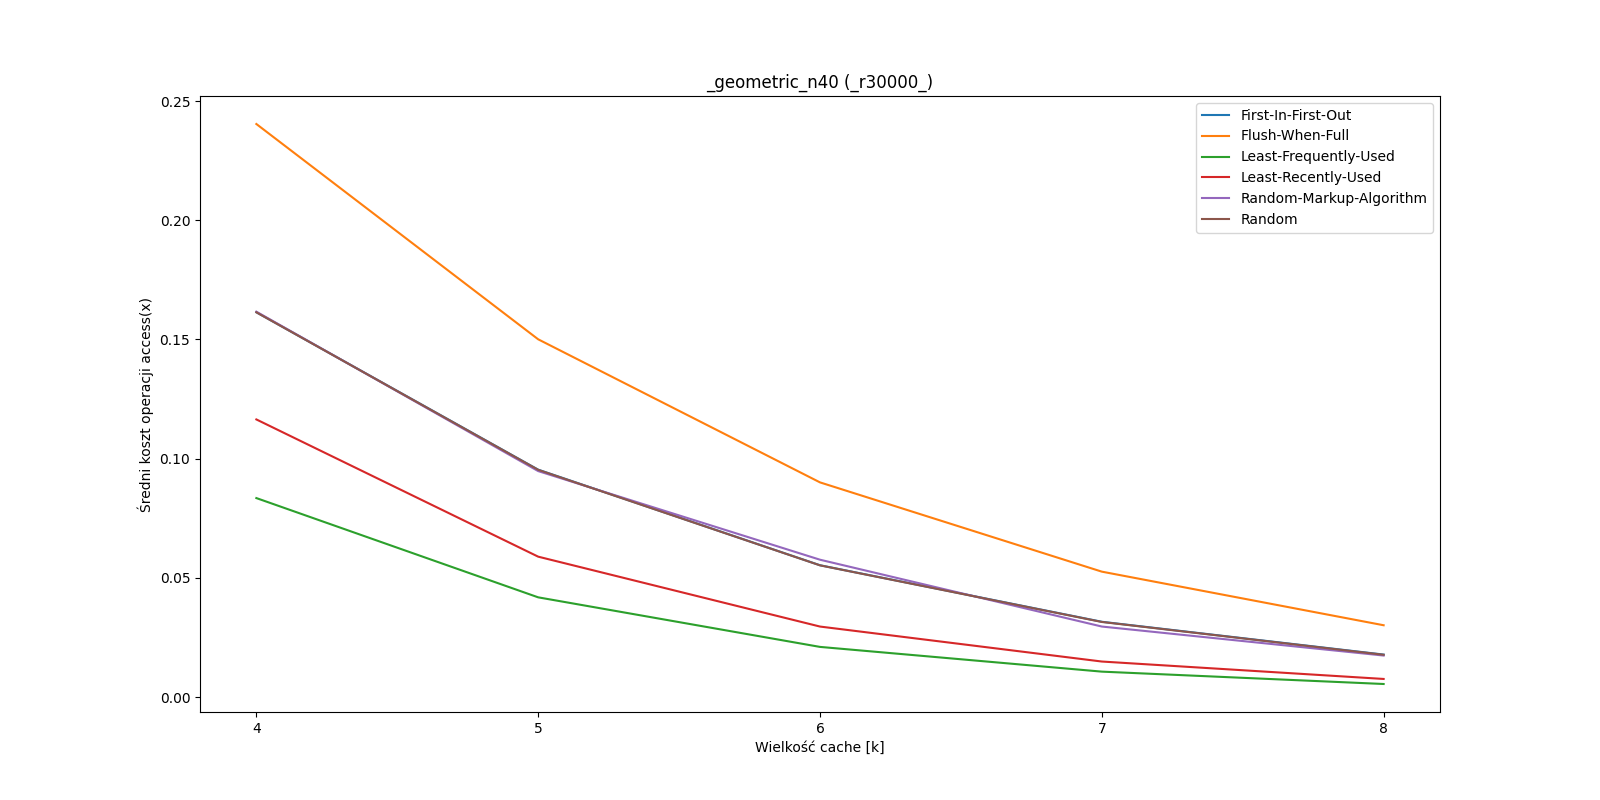 _geometric_n40 (_r30000_)
0.25
0.20
0.15
0.10
0.05
0.00
Średni koszt operacji access(x)
First-In-First-Out
Flush-When-Full
Least-Frequently-Used
Least-Recently-Used
Random-Markup-Algorithm
Random
4 5 6 7 8
Wielkość cache [k]